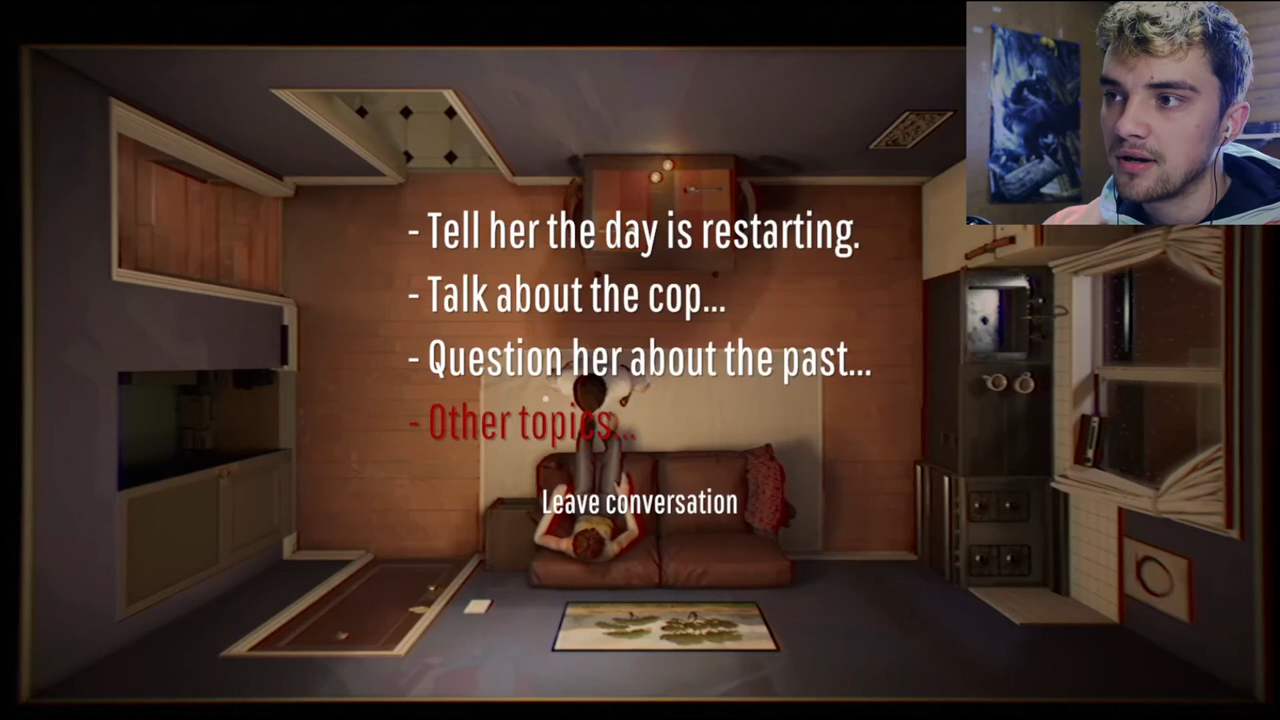 - Tell her the day is restarting.
- Talk about the cop...
- Question her about the past...
- Other topics...
Leave conversation